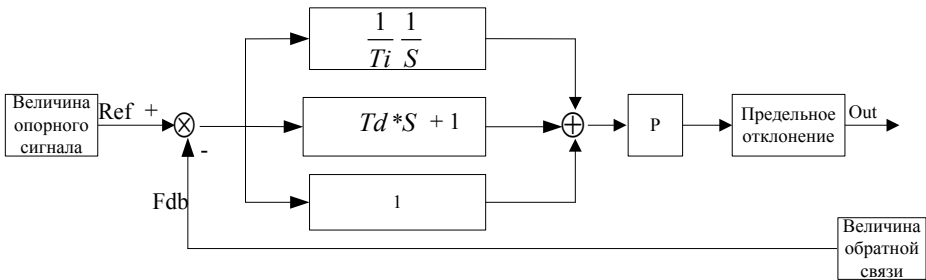 1 1
Ti S
Величина
опорного
сигнала
Ref +
-
Td*S +1
P
Предельное
отклонение
Out
1
Fdb
Величина
обратной
связи